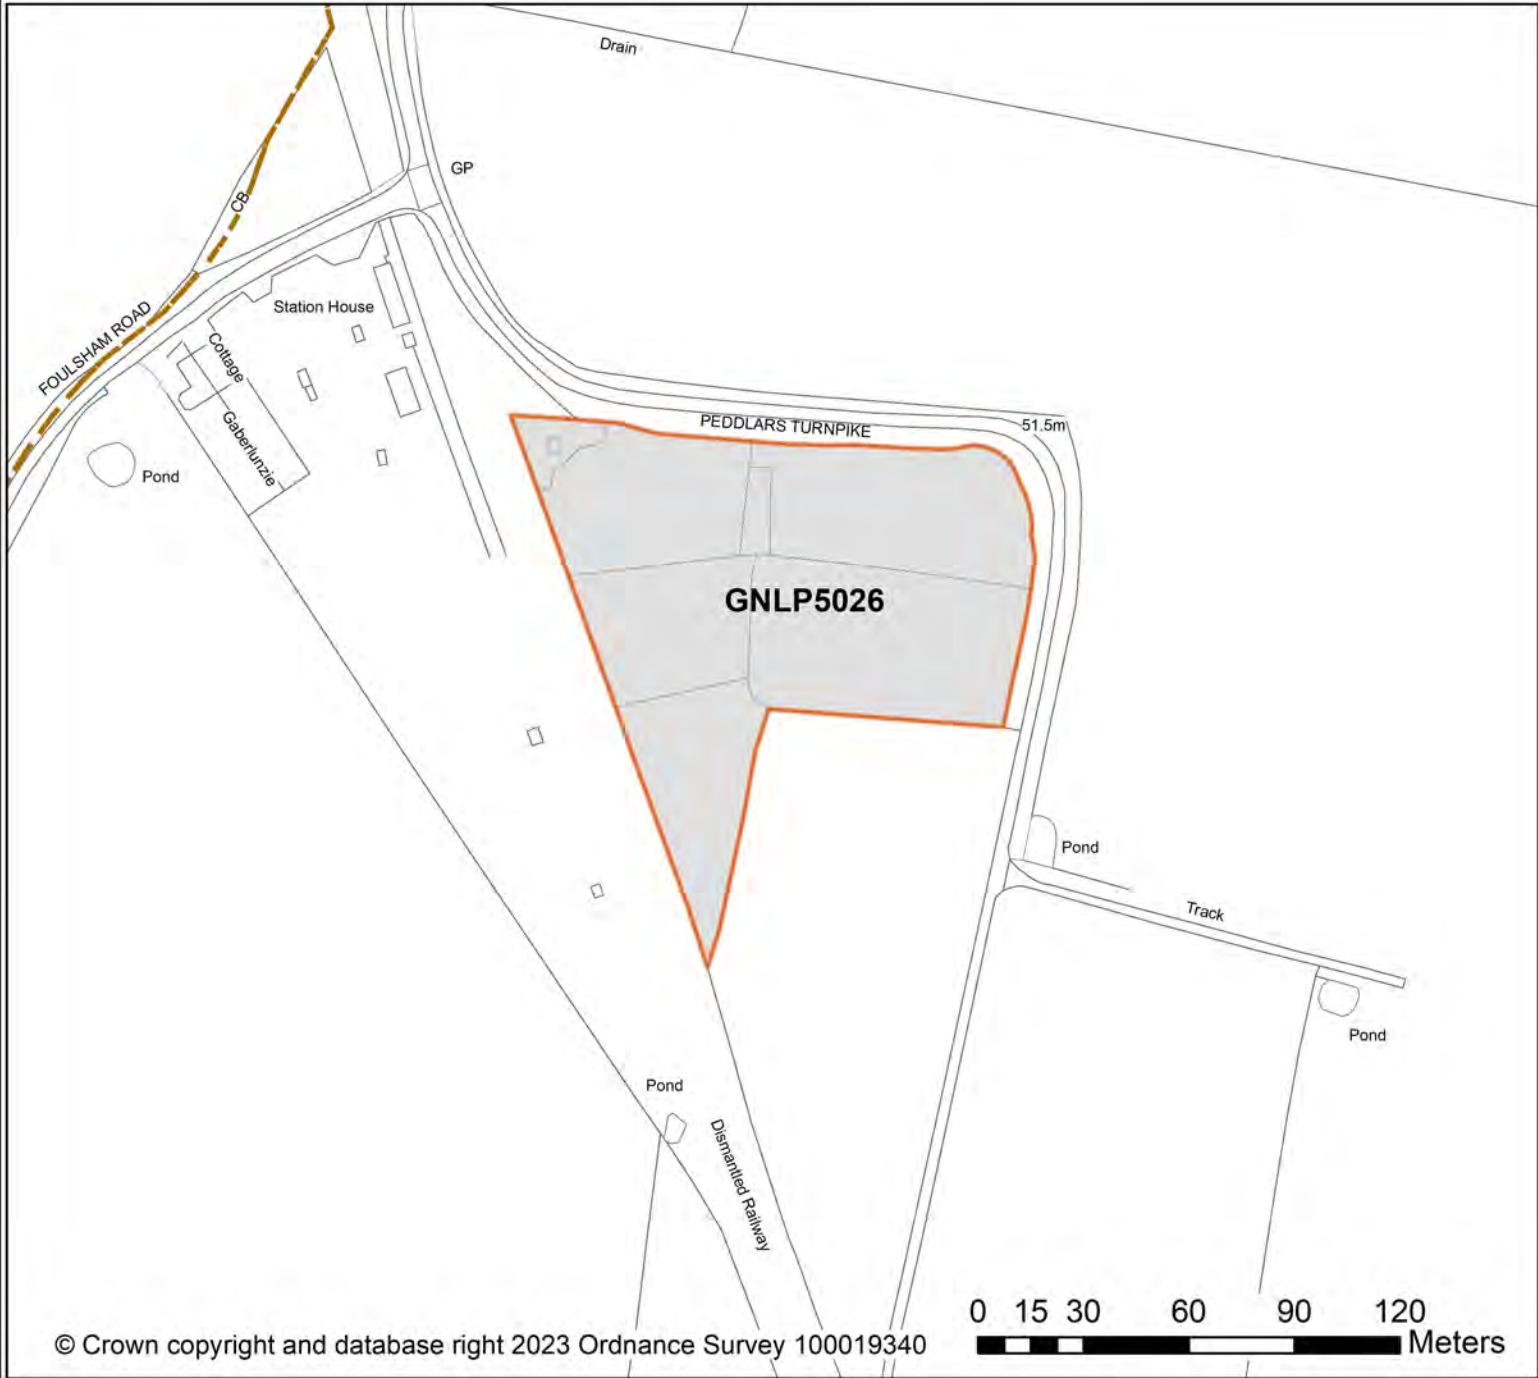 Drain
GP
CB
Station House
FOULSHAM ROAD
Cottage
Gaberlunzie
PEDDLARS TURNPIKE
51.5m
Pond
GNLP5026
Pond
Track
Pond
Pond
Dismantled Railway
0 15 30 60 90 120
Meters
© Crown copyright and database right 2023 Ordnance Survey 100019340